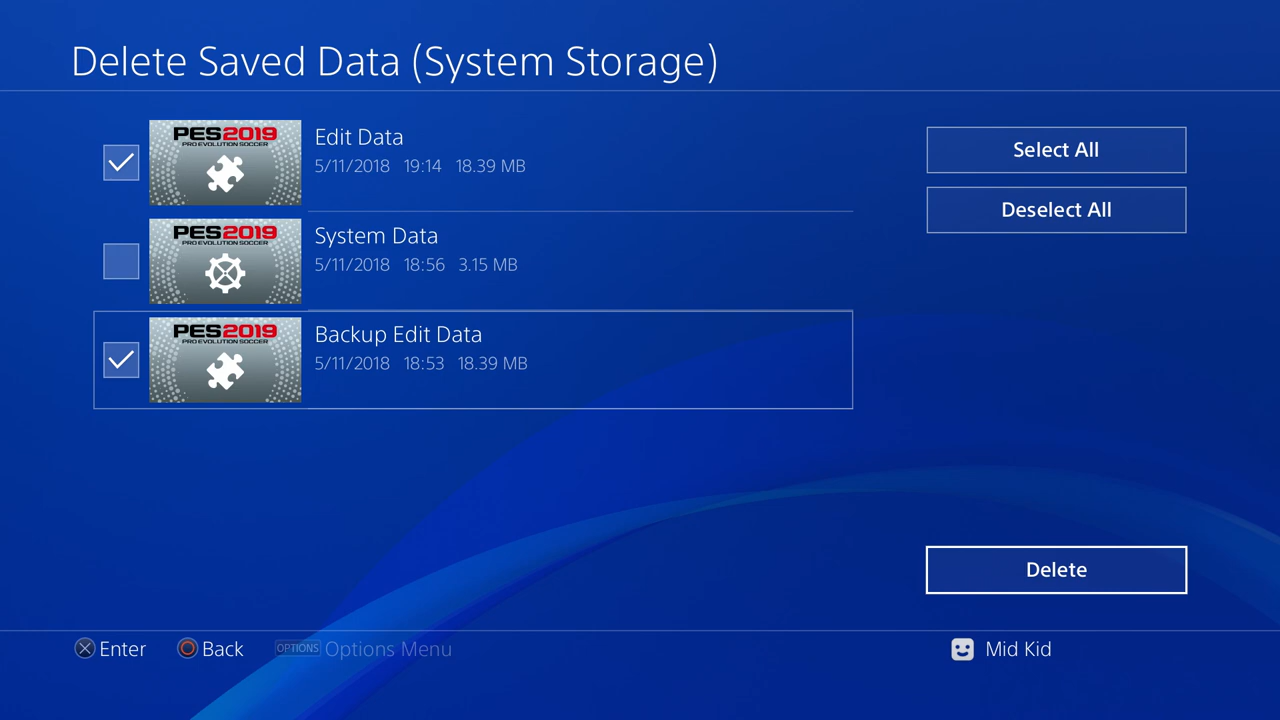 Delete Saved Data (System Storage)
PES2019
PRO EVOLUTION SOCCER
Edit Data
5/11/2018 19:14 18.39 MB
PES2019
PRO EVOLUTION SOCCER
System Data
5/11/2018 18:56 3.15 MB
PES2019
PRO EVOLUTION SOCCER
Backup Edit Data
5/11/2018 18:53 18.39 MB
Select All
Deselect All
Delete
Enter Back OPTIONS Options Menu Mid Kid